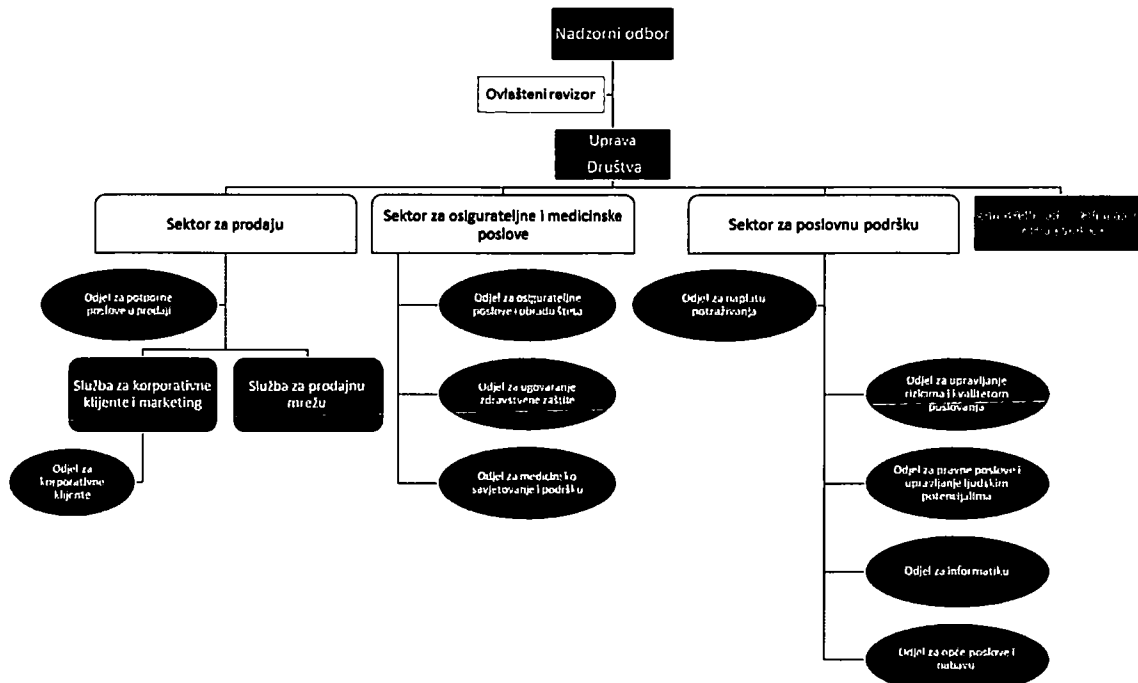 Nadzorni odbor
Ovlašteni revizor
Uprava
Društva
Sektor za prodaju
Sektor za osigurateljne i medicinske
poslove
Sektor za poslovnu podršku
Odjel za potporne
poslove u prodaji
Odjel za osigurateljne
poslove i obradu šteta
Odjel za naplatu
potraživanja
Služba za korporativne
klijente i marketing
Služba za prodajnu
mrežu
Odjel za ugovaranje
zdravstvene zaštite
Odjel za upravljanje
rizicima i kvalitetom
poslovanja
Odjel za
korporativne
klijente
Odjel za medicinsko
savjetovanje i podršku
Odjel za pravne poslove i
upravljanje ljudskim
potencijalima
Odjel za informatiku
Odjel za opće poslove i
nabavu